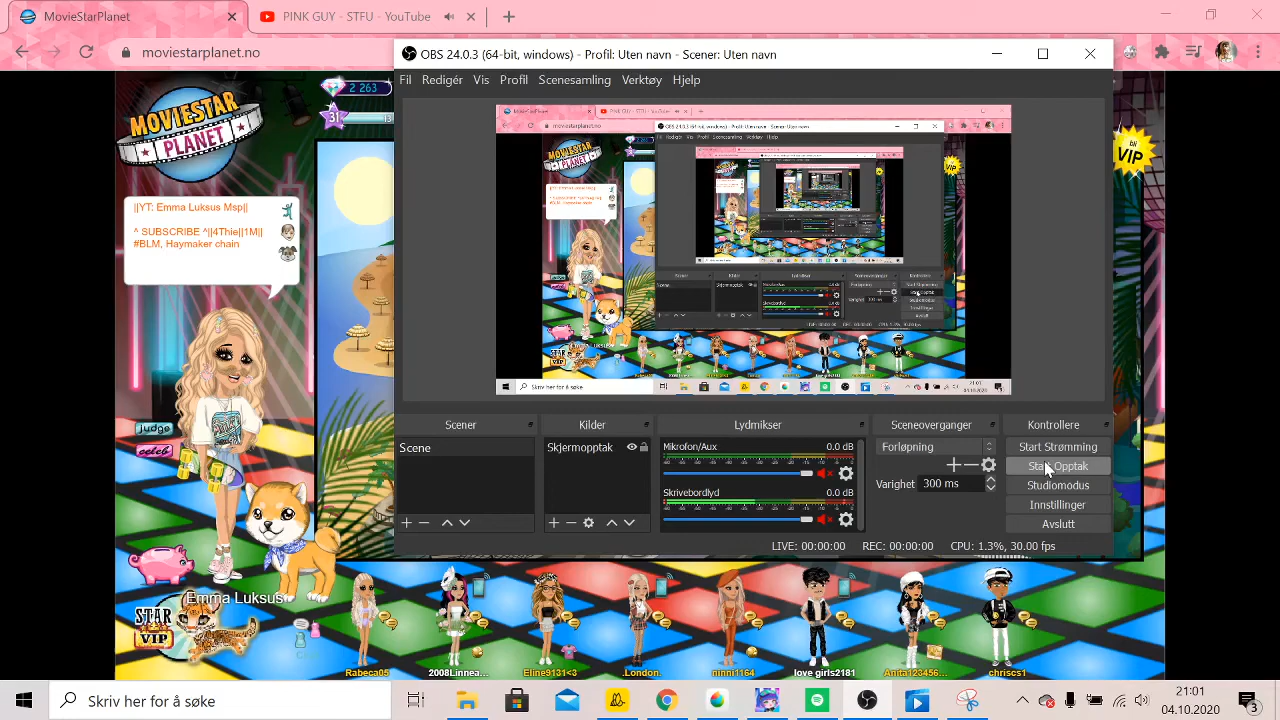 MovieStarPlanet
PINK GUY - STFU - YouTube
moviestarplanet.no
OBS 24.0.3 (64-bit, windows) - Profil: Uten navn - Scener: Uten navn
Fil Redigér Vis Profil Scenesamling Verktøy Hjelp
MOVIESTAR
PLANET
2 263
31
13
bli
VIP
||YT: Emma Luksus Msp||
^ SUBSCRIBE ^||4Thie||1M||
#BLM, Haymaker chain
judge
celeb
Emma Luksus
STAR
VIP
Scener
Kilder
Lydmikser
Sceneoverganger
Kontrollere
Scene
Skjermopptak
Mikrofon/Aux 0.0 dB
Skrivebordlyd 0.0 dB
Forløpning
Varighet 300 ms
Start Strømming
Start Opptak
Studiomodus
Innstillinger
Avslutt
LIVE: 00:00:00 REC: 00:00:00 CPU: 1.3%, 30.00 fps
Rabeca05
2008Linnea...
Eline9131<3
.London.
ninni1164
love girls2181
Anita123456...
chriscs1
Skriv her for å søke
21:01
04.10.2020
3